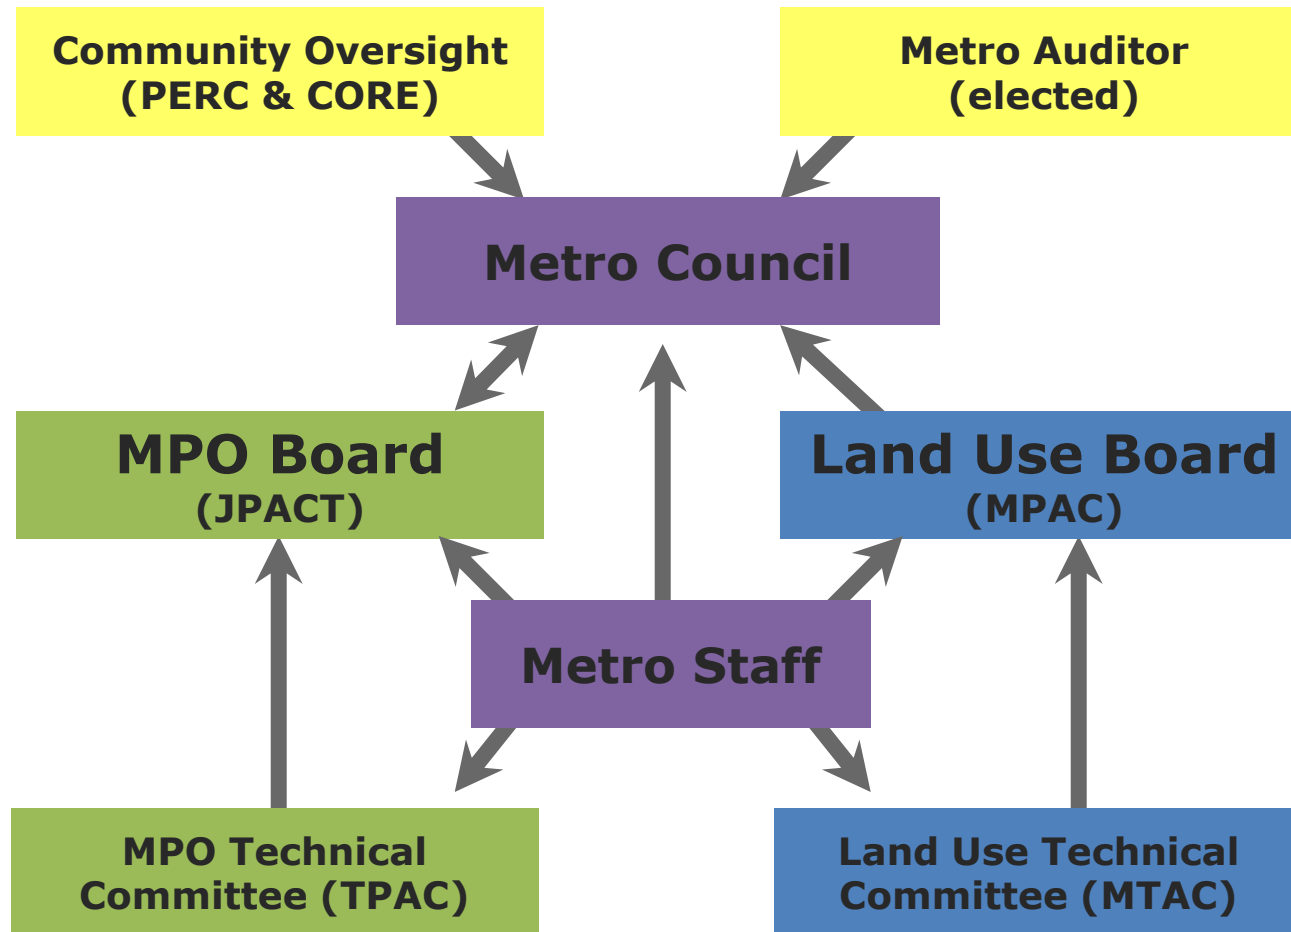 Community Oversight
(PERC & CORE)
Metro Auditor
(elected)
Metro Council
MPO Board
(JPACT)
Land Use Board
(MPAC)
Metro Staff
MPO Technical
Committee (TPAC)
Land Use Technical
Committee (MTAC)